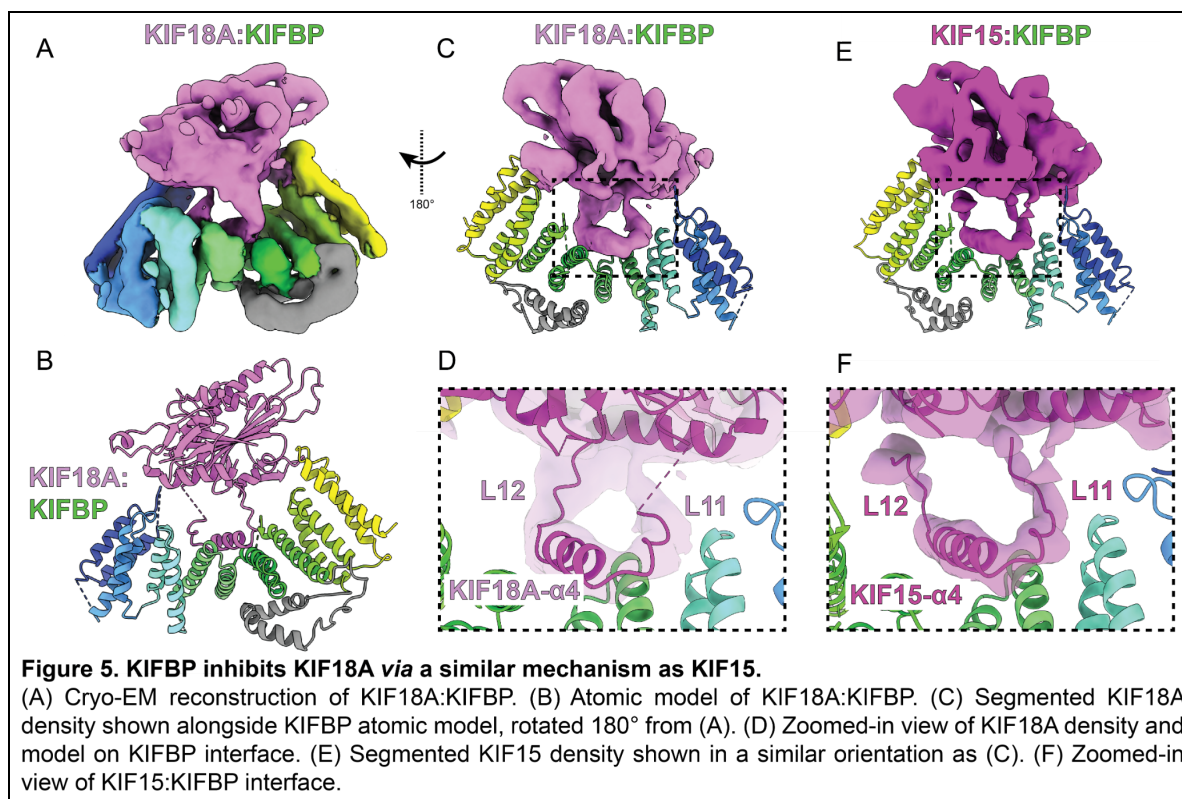 A
KIF18A:KIFBP
180°
C
KIF18A:KIFBP
E
KIF15:KIFBP
B
KIF18A:
KIFBP
D
L12
L11
KIF18A-α4
F
L12
L11
KIF15-α4
Figure 5. KIFBP inhibits KIF18A via a similar mechanism as KIF15.
(A) Cryo-EM reconstruction of KIF18A:KIFBP. (B) Atomic model of KIF18A:KIFBP. (C) Segmented KIF18A
density shown alongside KIFBP atomic model, rotated 180° from (A). (D) Zoomed-in view of KIF18A density and
model on KIFBP interface. (E) Segmented KIF15 density shown in a similar orientation as (C). (F) Zoomed-in
view of KIF15:KIFBP interface.